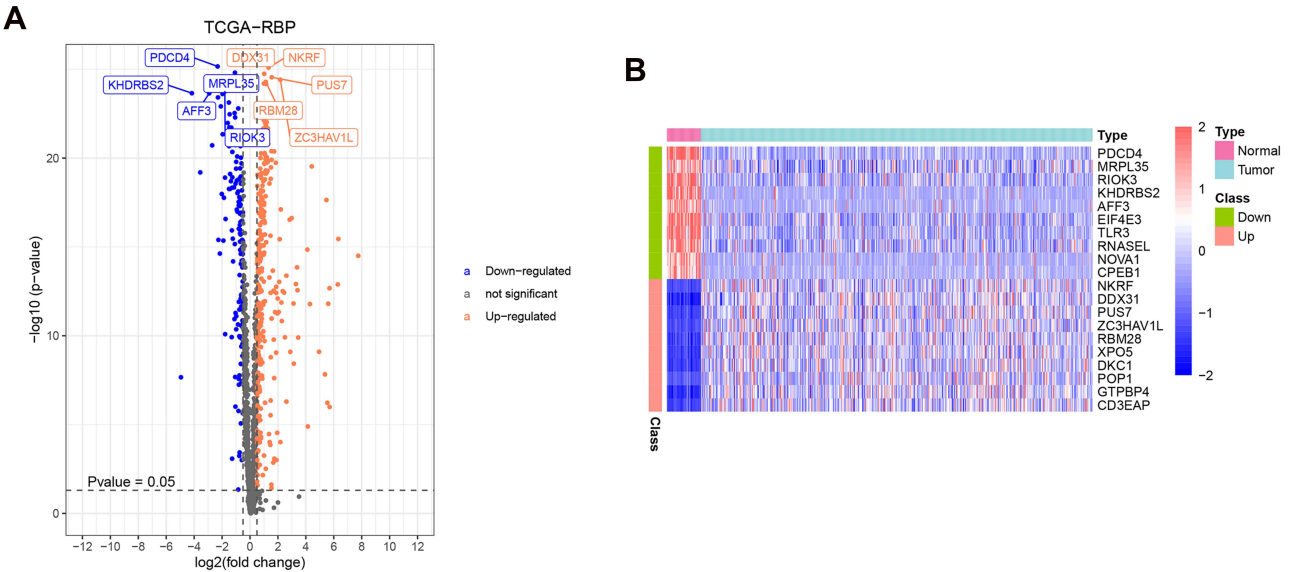 A
TCGA−RBP
PDCD4
DDX31
NKRF
KHDRBS2
MRPL35
PUS7
AFF3
RBM28
RIOK3
ZC3HAV1L
20
10
0
−log10 (p−value)
Pvalue = 0.05
−12 −10 −8 −6 −4 −2 0 2 4 6 8 10 12
log2(fold change)
a Down−regulated
a not significant
a Up−regulated
B
Type
PDCD4
MRPL35
RIOK3
KHDRBS2
AFF3
EIF4E3
TLR3
RNASEL
NOVA1
CPEB1
NKRF
DDX31
PUS7
ZC3HAV1L
RBM28
XPO5
DKC1
POP1
GTPBP4
CD3EAP
Class
2
1
0
−1
−2
Type
Normal
Tumor
Class
Down
Up